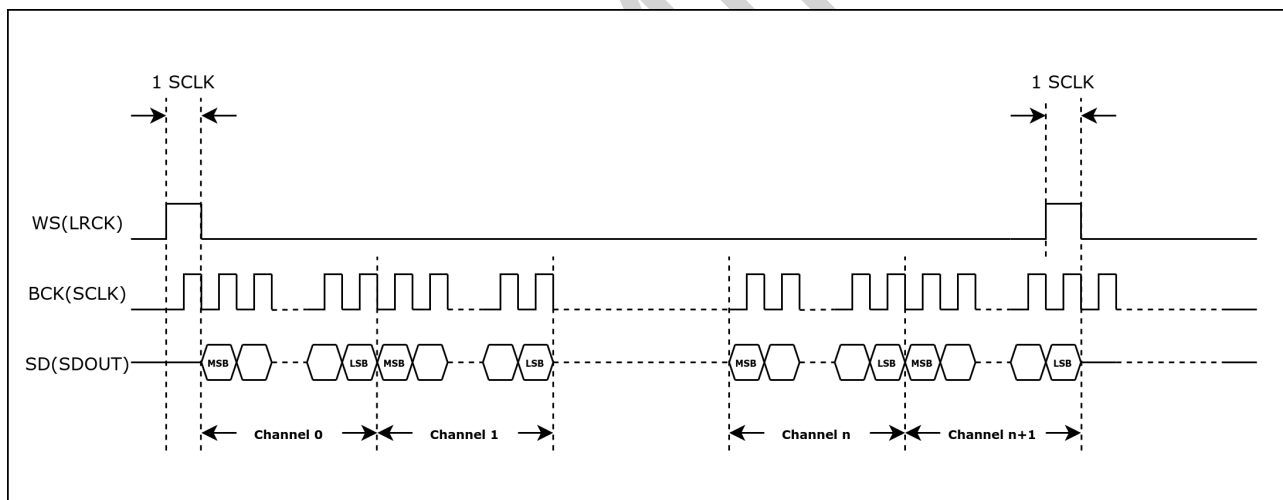 1 SCLK 1 SCLK
WS(LRCK)
BCK(SCLK)
SD(SDOUT) MSB LSB MSB LSB MSB LSB MSB LSB
Channel 0 Channel 1 Channel n Channel n+1